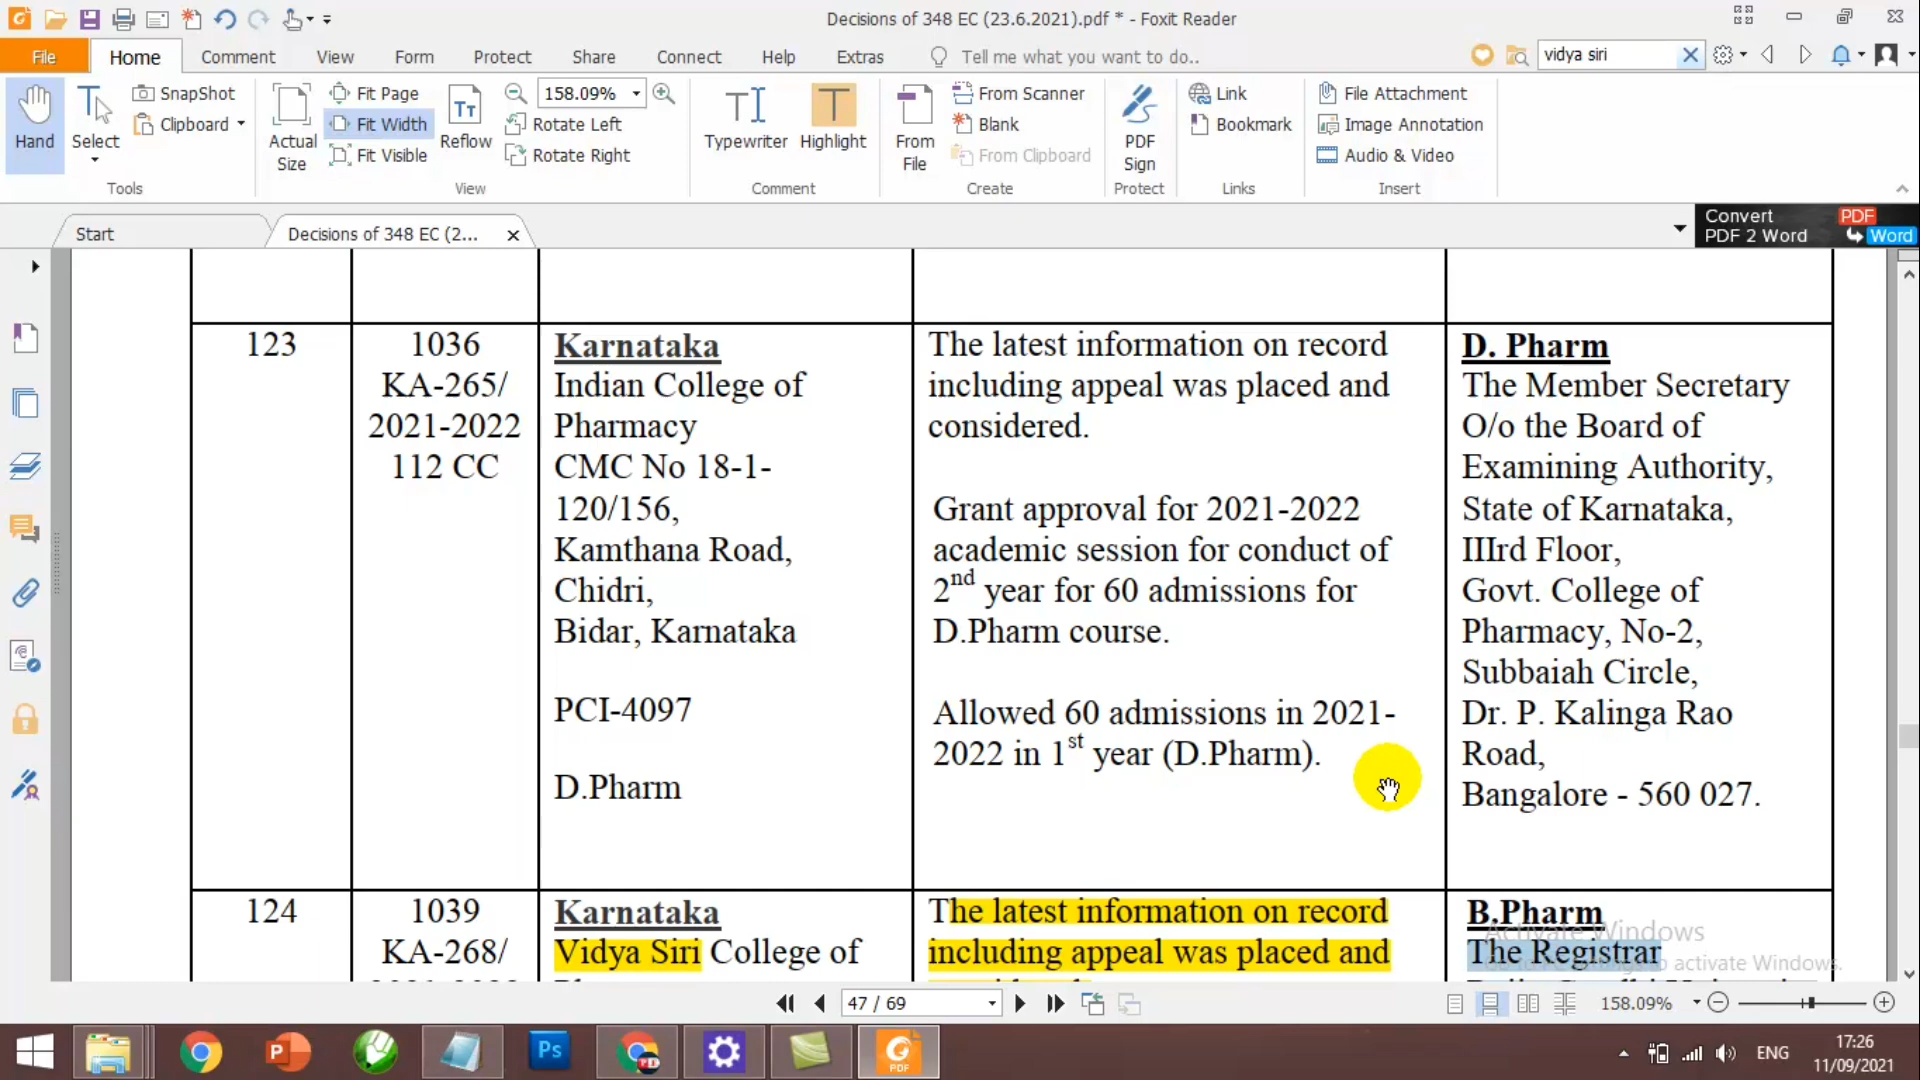 Decisions of 348 EC (23.6.2021).pdf * - Foxit Reader
File
Home
Comment
View
Form
Protect
Share
Connect
Help
Extras
Tell me what you want to do..
vidya siri
Hand
Select
SnapShot
Clipboard
Tools
Actual
Size
Fit Page
Fit Width
Fit Visible
Reflow
158.09%
Rotate Left
Rotate Right
View
Typewriter
Highlight
Comment
From
File
From Scanner
Blank
From Clipboard
Create
PDF
Sign
Protect
Link
Bookmark
Links
File Attachment
Image Annotation
Audio & Video
Insert
Start
Decisions of 348 EC (2...
Convert
PDF 2 Word
PDF
Word
123
1036
KA-265/
2021-2022
112 CC
Karnataka
Indian College of
Pharmacy
CMC No 18-1-
120/156,
Kamthana Road,
Chidri,
Bidar, Karnataka
PCI-4097
D.Pharm
The latest information on record
including appeal was placed and
considered.
Grant approval for 2021-2022
academic session for conduct of
2nd year for 60 admissions for
D.Pharm course.
Allowed 60 admissions in 2021-
2022 in 1st year (D.Pharm).
D. Pharm
The Member Secretary
O/o the Board of
Examining Authority,
State of Karnataka,
IIIrd Floor,
Govt. College of
Pharmacy, No-2,
Subbaiah Circle,
Dr. P. Kalinga Rao
Road,
Bangalore - 560 027.
124
1039
KA-268/
Karnataka
Vidya Siri College of
The latest information on record
including appeal was placed and
B.Pharm
The Registrar
Activate Windows
to activate Windows.
47 / 69
158.09%
Ps
PDF
ENG
17:26
11/09/2021